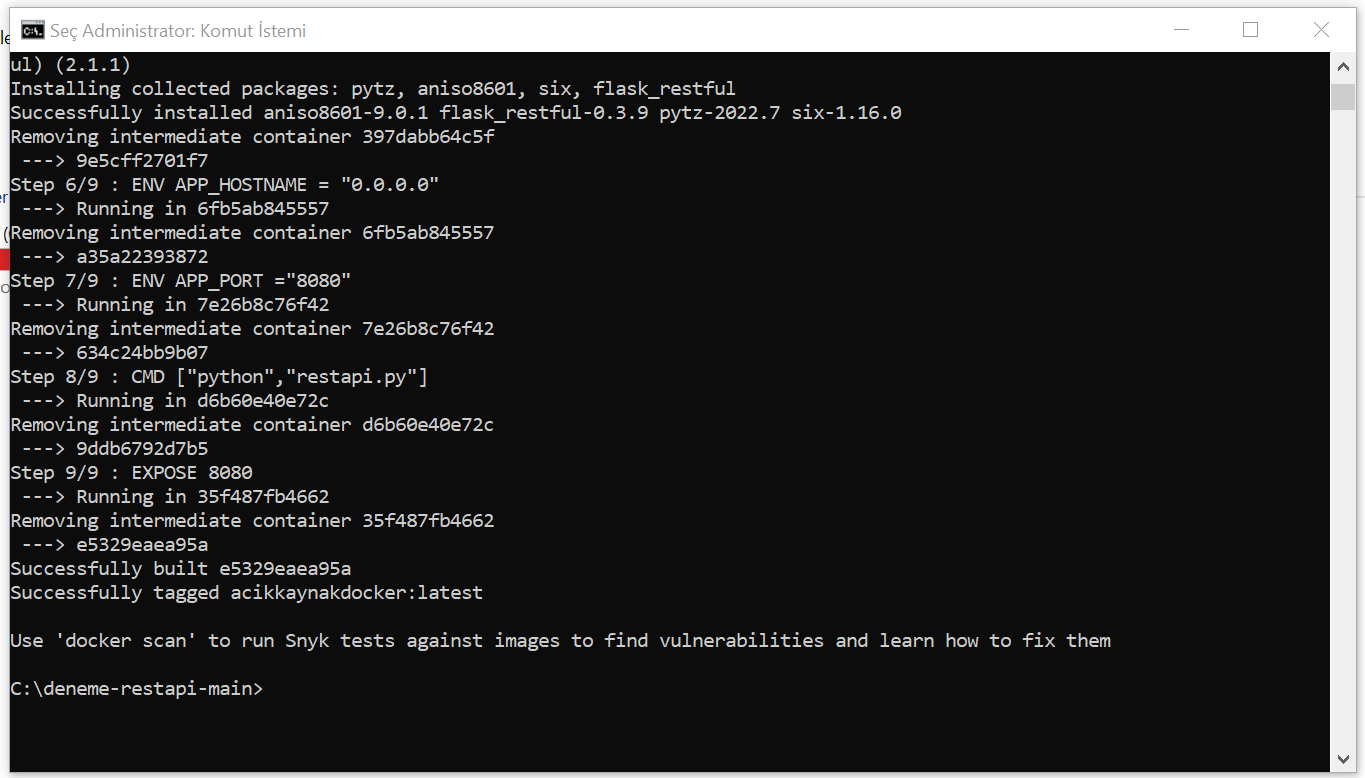 Seç Administrator: Komut İstemi
ul) (2.1.1)
Installing collected packages: pytz, aniso8601, six, flask_restful
Successfully installed aniso8601-9.0.1 flask_restful-0.3.9 pytz-2022.7 six-1.16.0
Removing intermediate container 397dabb64c5f
 ---> 9e5cff2701f7
Step 6/9 : ENV APP_HOSTNAME = "0.0.0.0"
 ---> Running in 6fb5ab845557
Removing intermediate container 6fb5ab845557
 ---> a35a22393872
Step 7/9 : ENV APP_PORT ="8080"
 ---> Running in 7e26b8c76f42
Removing intermediate container 7e26b8c76f42
 ---> 634c24bb9b07
Step 8/9 : CMD ["python","restapi.py"]
 ---> Running in d6b60e40e72c
Removing intermediate container d6b60e40e72c
 ---> 9ddb6792d7b5
Step 9/9 : EXPOSE 8080
 ---> Running in 35f487fb4662
Removing intermediate container 35f487fb4662
 ---> e5329eaea95a
Successfully built e5329eaea95a
Successfully tagged acikkaynakdocker:latest
Use 'docker scan' to run Snyk tests against images to find vulnerabilities and learn how to fix them
C:\deneme-restapi-main>